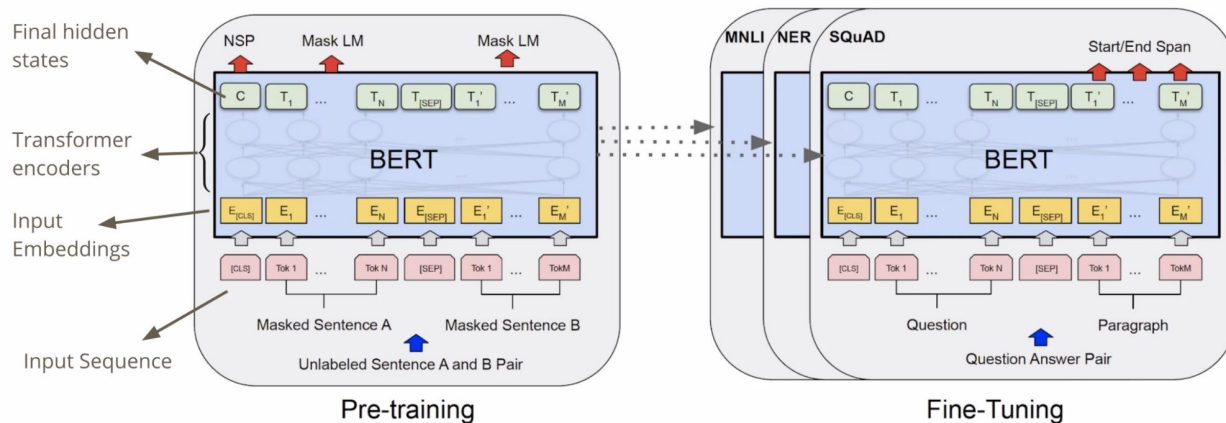 Final hidden
states
Transformer
encoders
Input
Embeddings
Input Sequence
NSP Mask LM Mask LM
C T1 ... TN T[SEP] T1' ... TM'
BERT
E[CLS] E1 ... EN E[SEP] E1' ... EM'
[CLS] Tok 1 ... Tok N [SEP] Tok 1 ... TokM
Masked Sentence A Masked Sentence B
Unlabeled Sentence A and B Pair
Pre-training
MNLI NER SQuAD
Start/End Span
C T1 ... TN T[SEP] T1' ... TM'
BERT
E[CLS] E1 ... EN E[SEP] E1' ... EM'
[CLS] Tok 1 ... Tok N [SEP] Tok 1 ... TokM
Question Paragraph
Question Answer Pair
Fine-Tuning